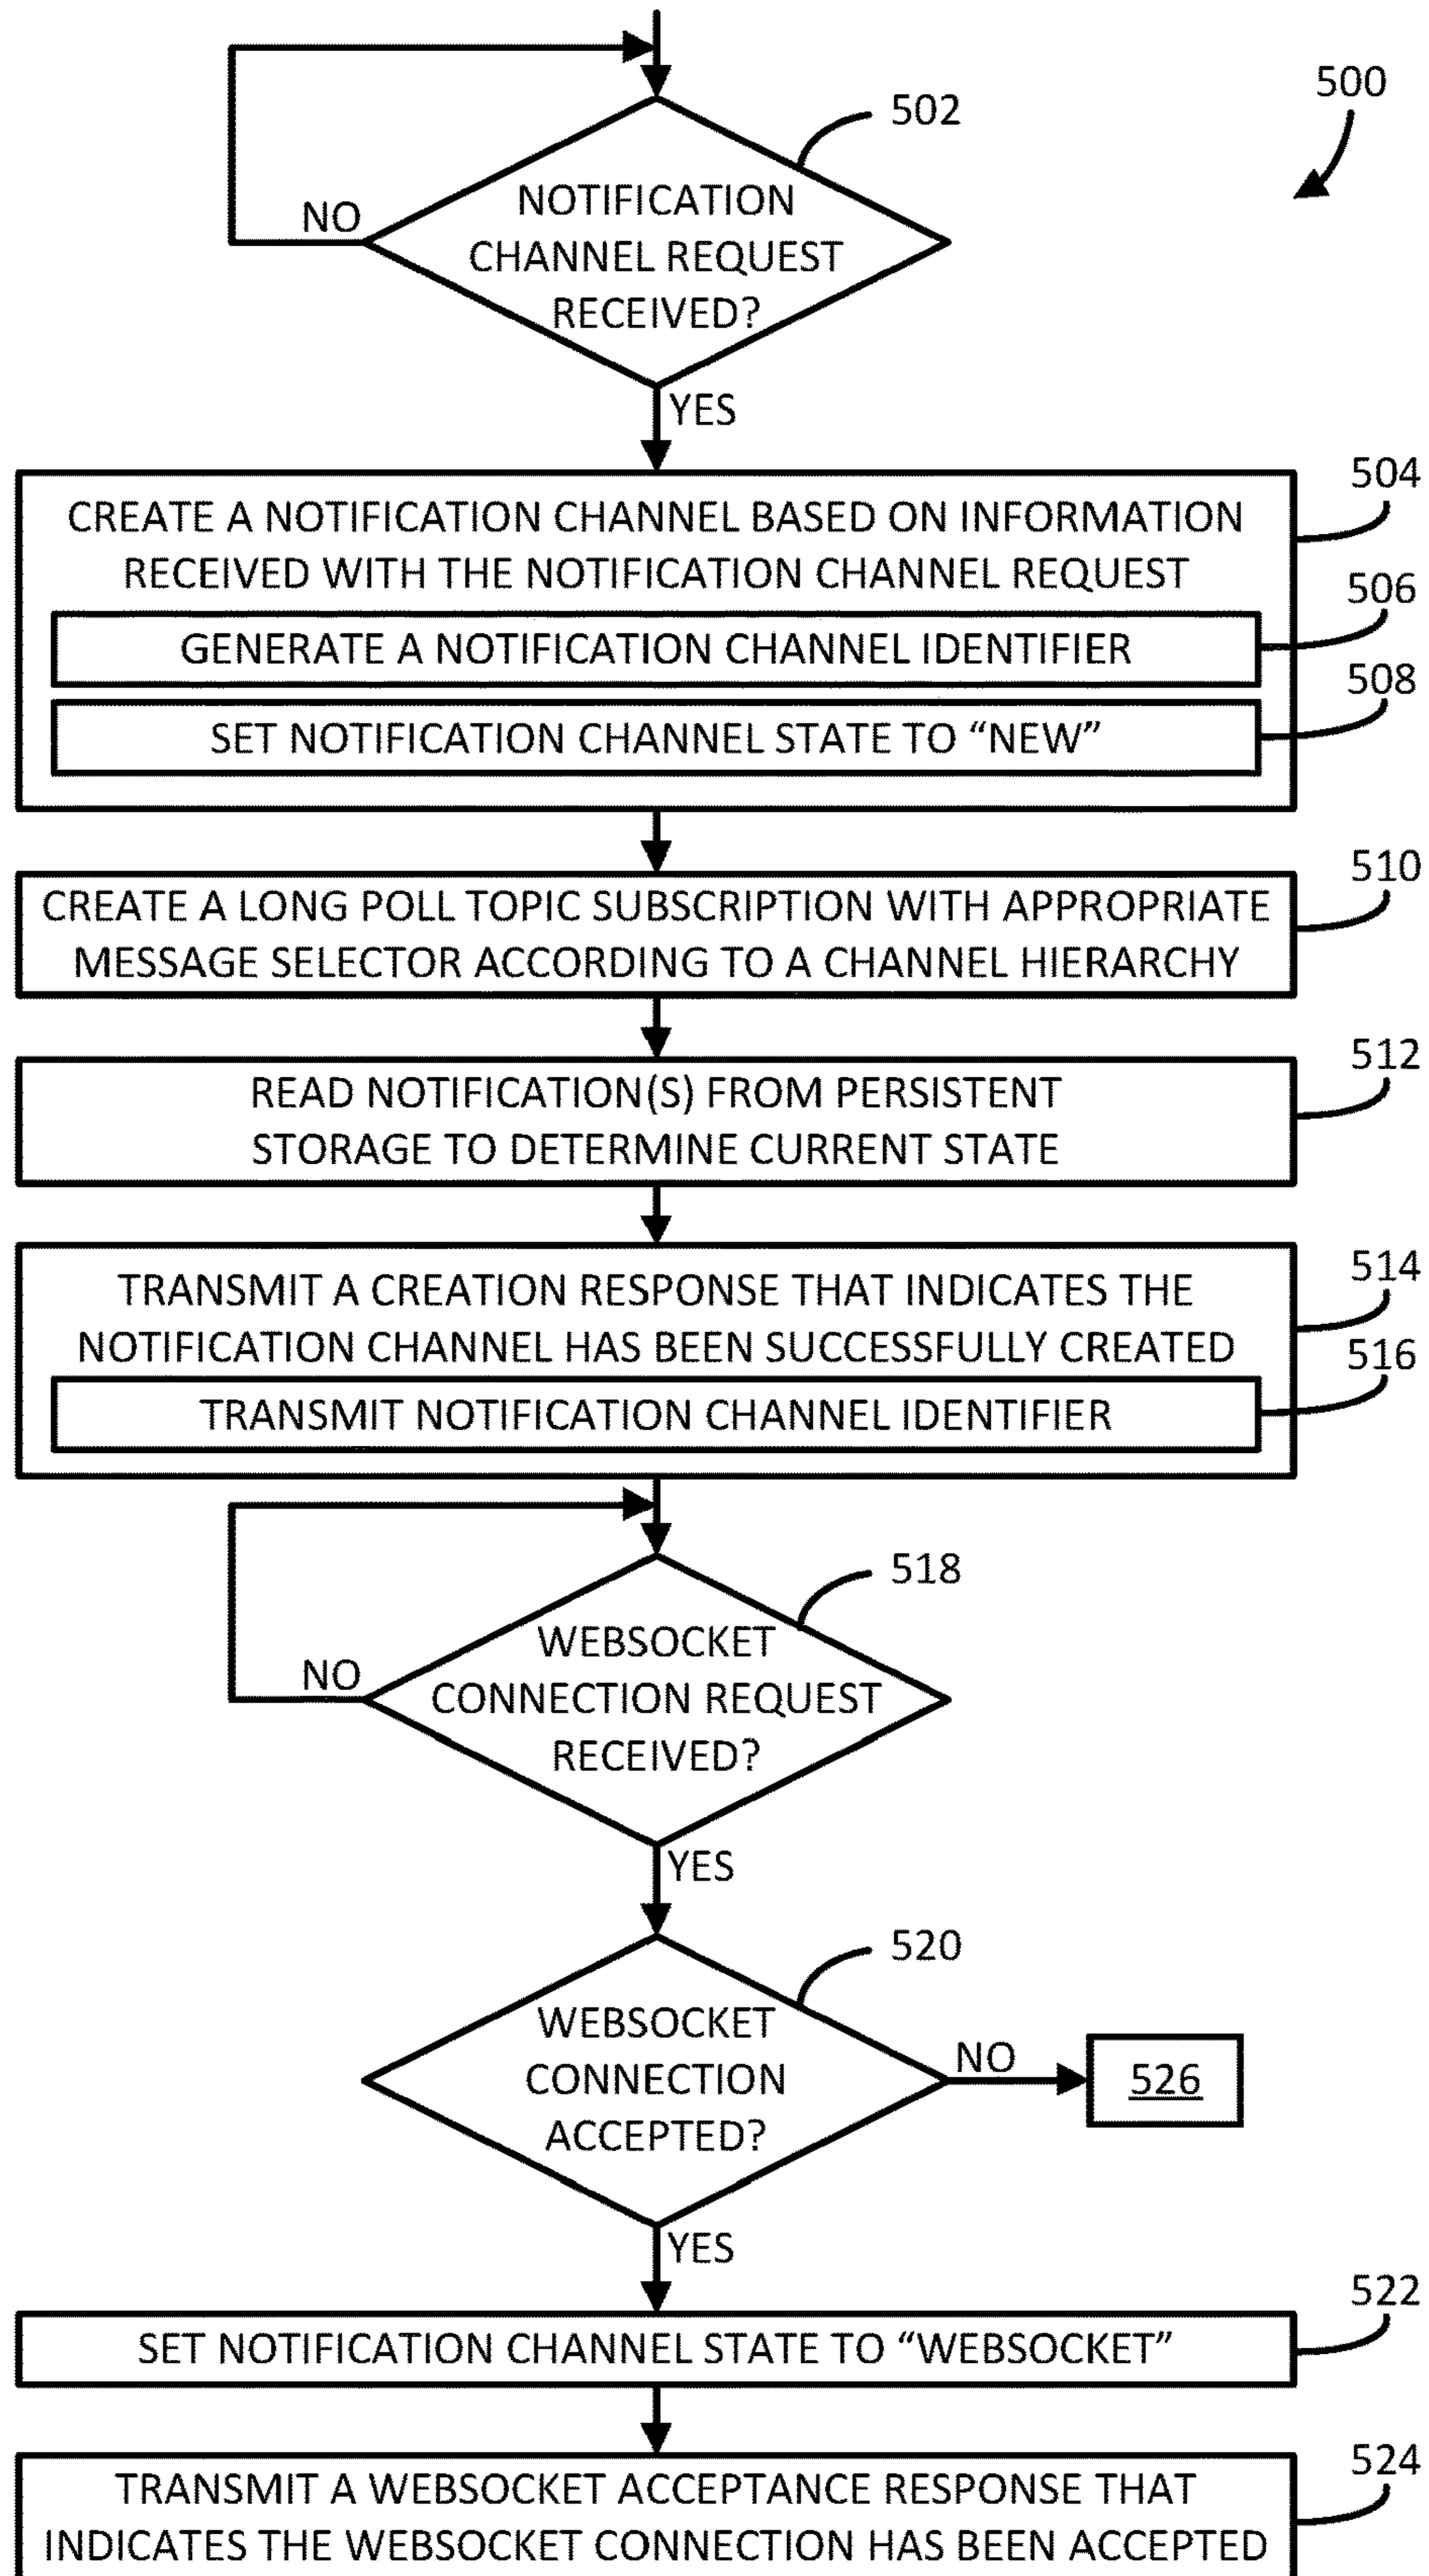 500
502
NOTIFICATION
CHANNEL REQUEST
RECEIVED?
NO
YES
504
CREATE A NOTIFICATION CHANNEL BASED ON INFORMATION
RECEIVED WITH THE NOTIFICATION CHANNEL REQUEST
506
GENERATE A NOTIFICATION CHANNEL IDENTIFIER
508
SET NOTIFICATION CHANNEL STATE TO “NEW”
510
CREATE A LONG POLL TOPIC SUBSCRIPTION WITH APPROPRIATE
MESSAGE SELECTOR ACCORDING TO A CHANNEL HIERARCHY
512
READ NOTIFICATION(S) FROM PERSISTENT
STORAGE TO DETERMINE CURRENT STATE
514
TRANSMIT A CREATION RESPONSE THAT INDICATES THE
NOTIFICATION CHANNEL HAS BEEN SUCCESSFULLY CREATED
516
TRANSMIT NOTIFICATION CHANNEL IDENTIFIER
518
WEBSOCKET
CONNECTION REQUEST
RECEIVED?
NO
YES
520
WEBSOCKET
CONNECTION
ACCEPTED?
NO
526
YES
522
SET NOTIFICATION CHANNEL STATE TO “WEBSOCKET”
524
TRANSMIT A WEBSOCKET ACCEPTANCE RESPONSE THAT
INDICATES THE WEBSOCKET CONNECTION HAS BEEN ACCEPTED